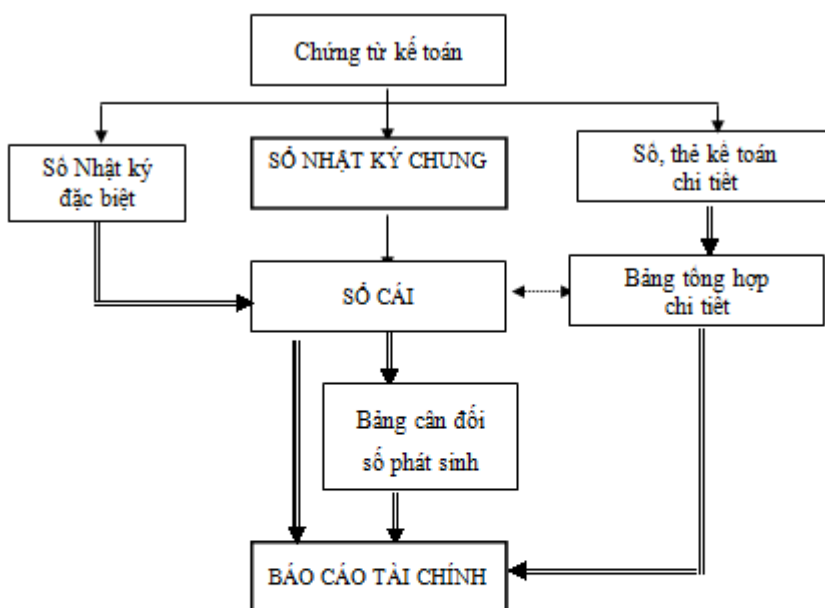 Chứng từ kế toán
Sổ Nhật ký
đặc biệt
SỔ NHẬT KÝ CHUNG
Sổ, thẻ kế toán
chi tiết
SỔ CÁI
Bảng tổng hợp
chi tiết
Bảng cân đối
số phát sinh
BÁO CÁO TÀI CHÍNH